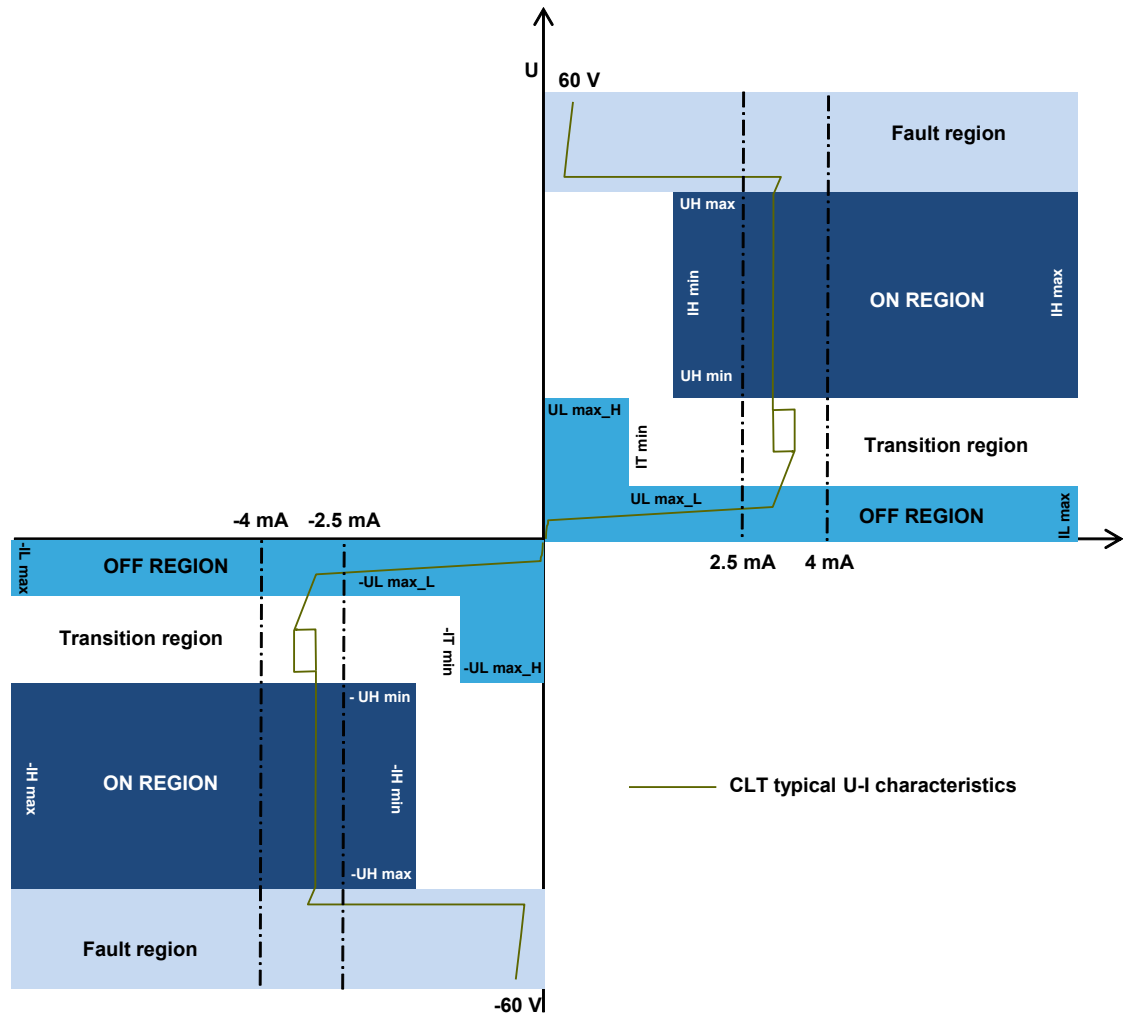 U
60 V
Fault region
UH max
IH min
ON REGION
IH max
UH min
UL max_H
IT min
Transition region
UL max_L
OFF REGION
IL max
-4 mA
-2.5 mA
2.5 mA
4 mA
-IL max
OFF REGION
-UL max_L
Transition region
-IT min
-UL max_H
- UH min
-IH max
ON REGION
-IH min
CLT typical U-I characteristics
-UH max
Fault region
-60 V